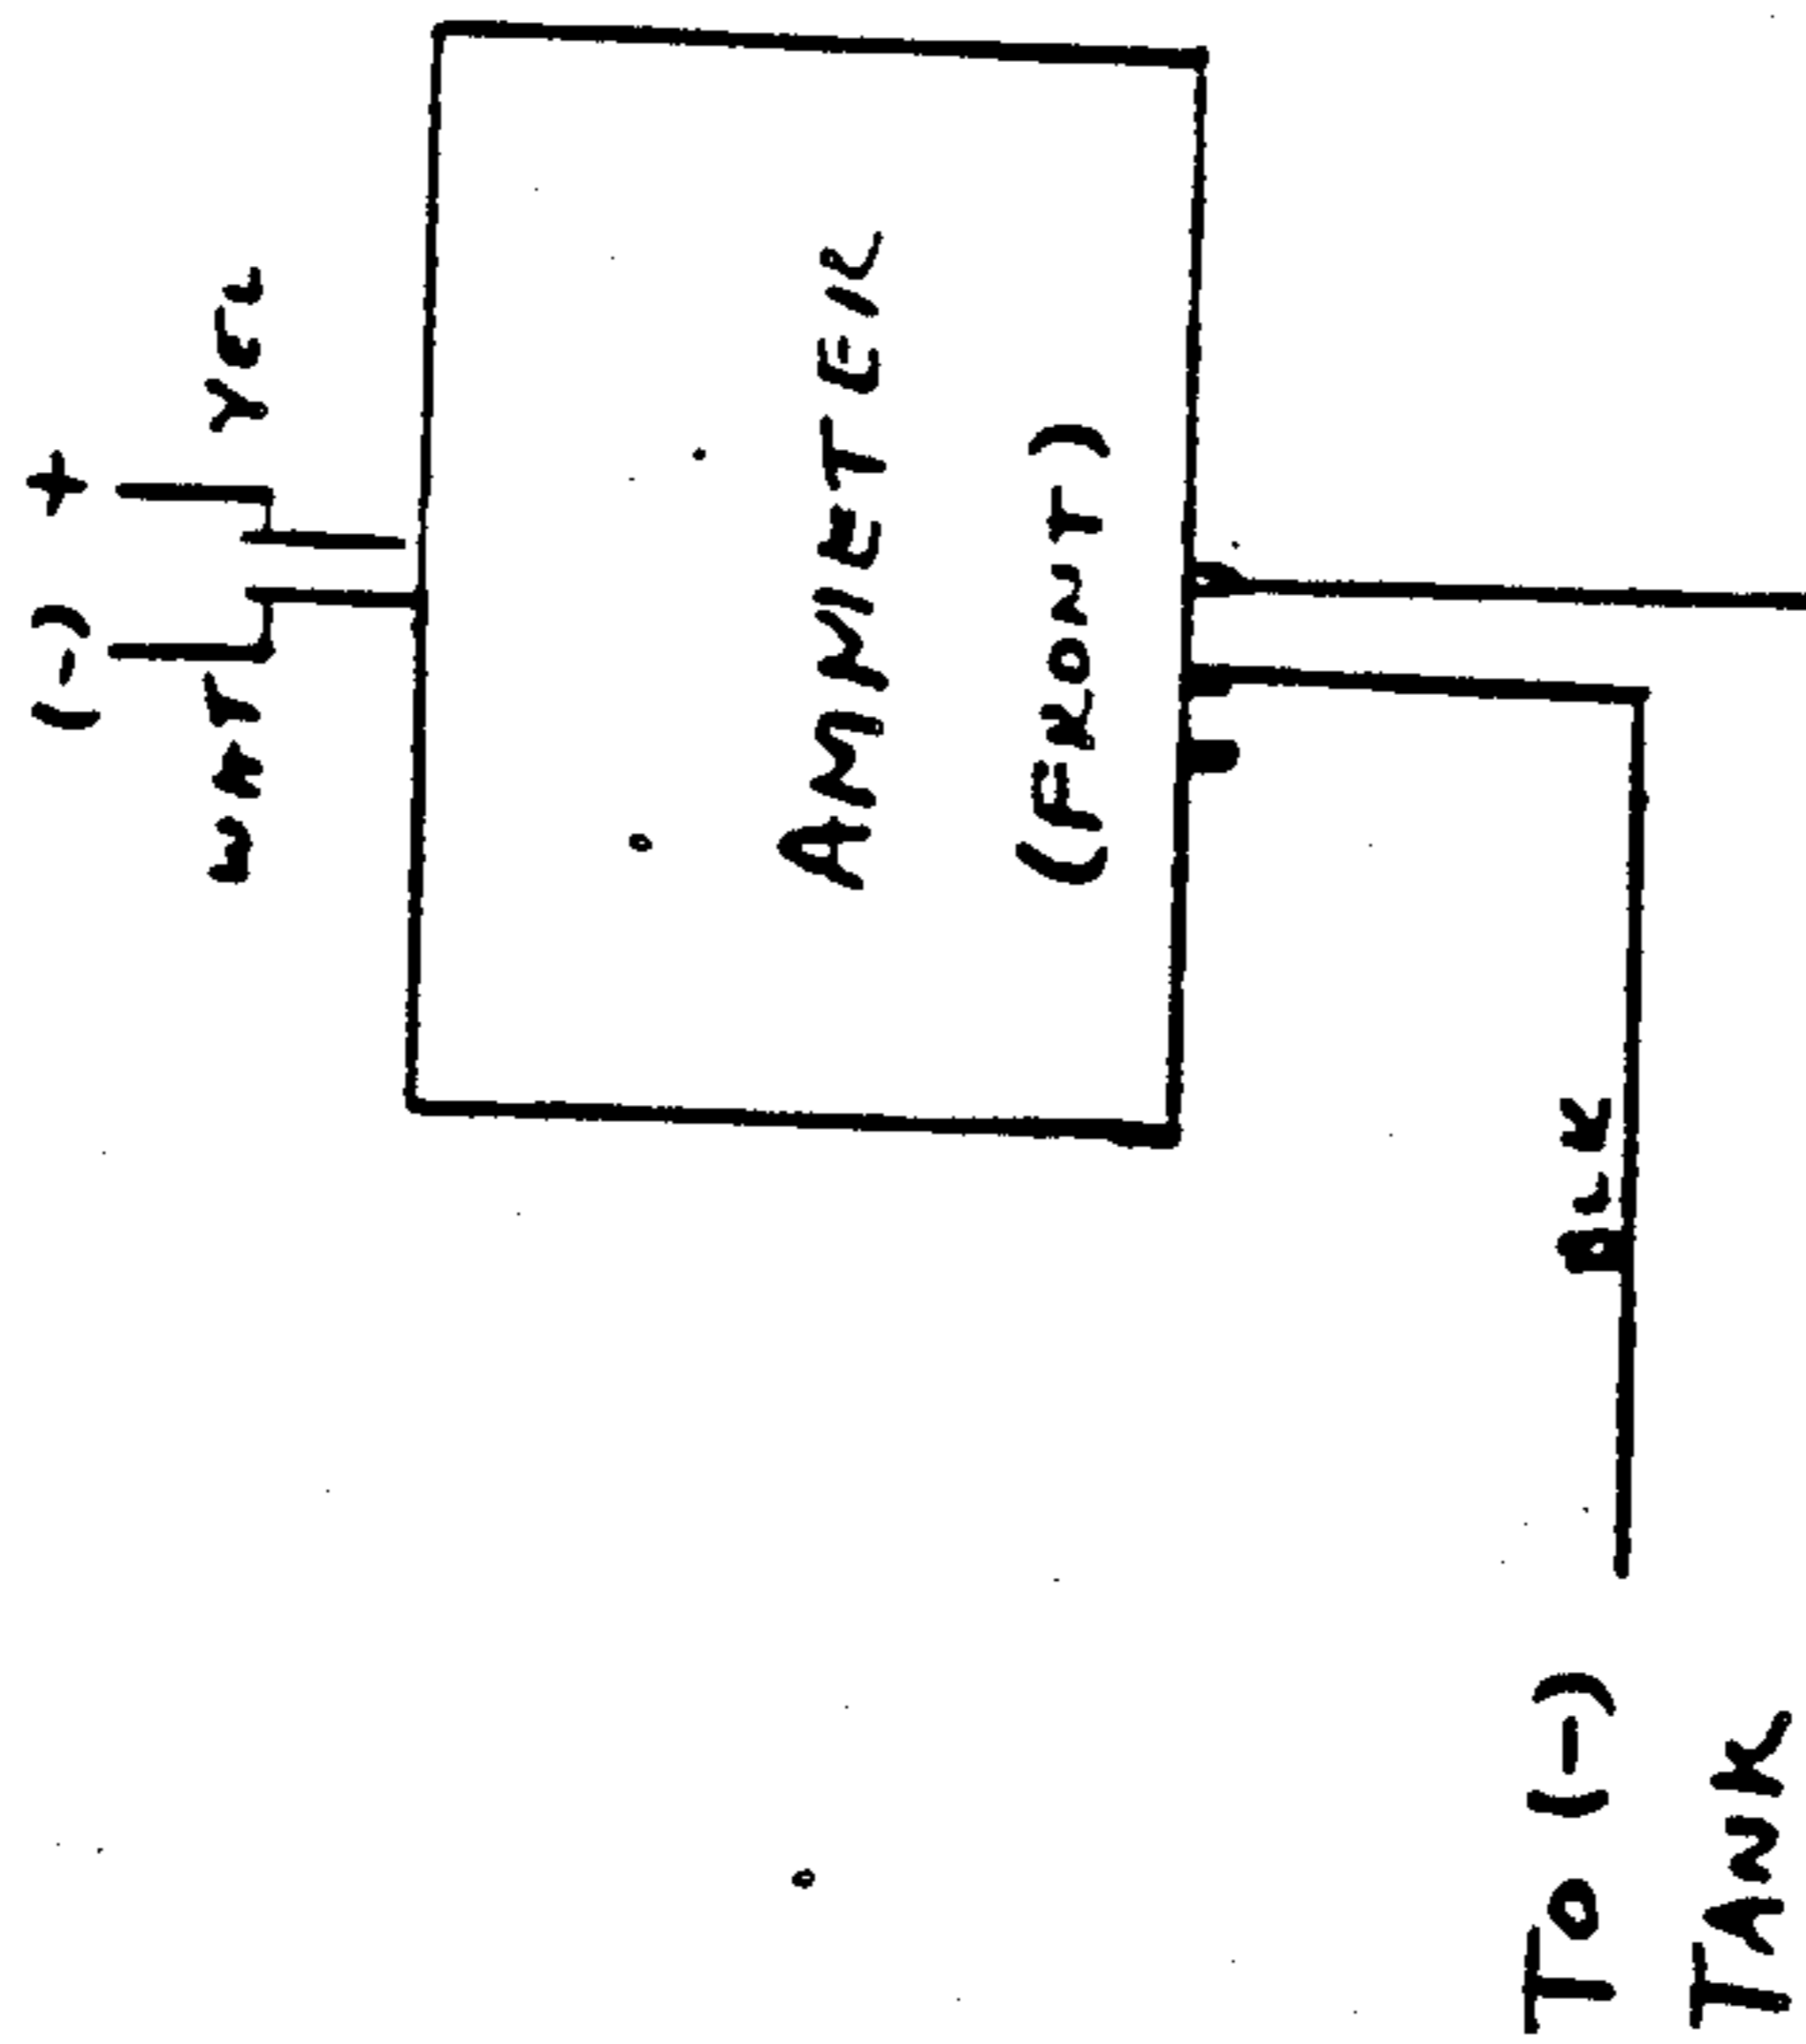 (-) +
WHT YEL
AMMETER
(FRONT)
BLK
TO (-)
TANK